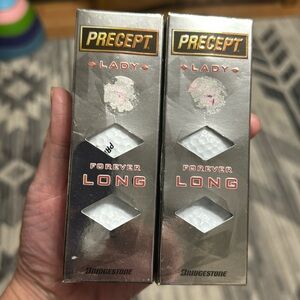 PRECEPT
LADY
FOREVER
LONG
BRIDGESTONE
PRECEPT
LADY
FOREVER
LONG
BRIDGESTONE